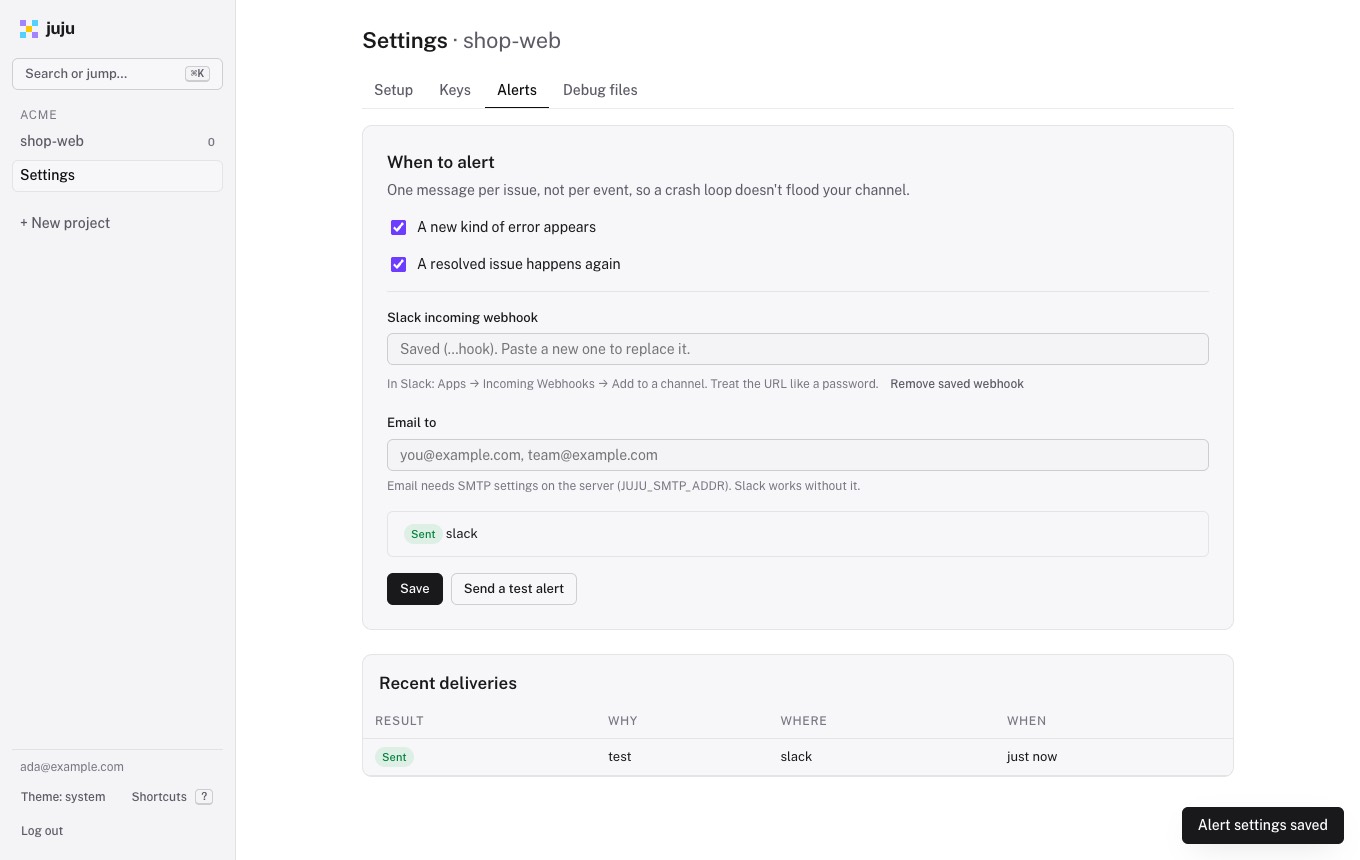 juju
Search or jump... ⌘K
ACME
shop-web 0
Settings
+ New project
ada@example.com
Theme: system Shortcuts ?
Log out
Settings · shop-web
Setup Keys Alerts Debug files
When to alert
One message per issue, not per event, so a crash loop doesn't flood your channel.
A new kind of error appears
A resolved issue happens again
Slack incoming webhook
Saved (…hook). Paste a new one to replace it.
In Slack: Apps → Incoming Webhooks → Add to a channel. Treat the URL like a password. Remove saved webhook
Email to
you@example.com, team@example.com
Email needs SMTP settings on the server (JUJU_SMTP_ADDR). Slack works without it.
Sent slack
Save Send a test alert
Recent deliveries
RESULT WHY WHERE WHEN
Sent test slack just now
Alert settings saved